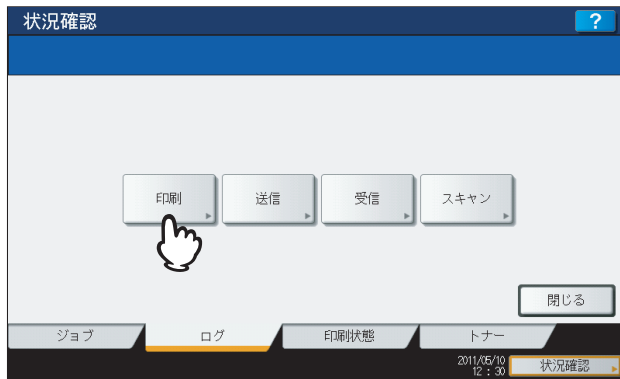 状況確認
?
印刷
送信
受信
スキャン
閉じる
ジョブ
ログ
印刷状態
トナー
2011/05/10
12：30
状況確認